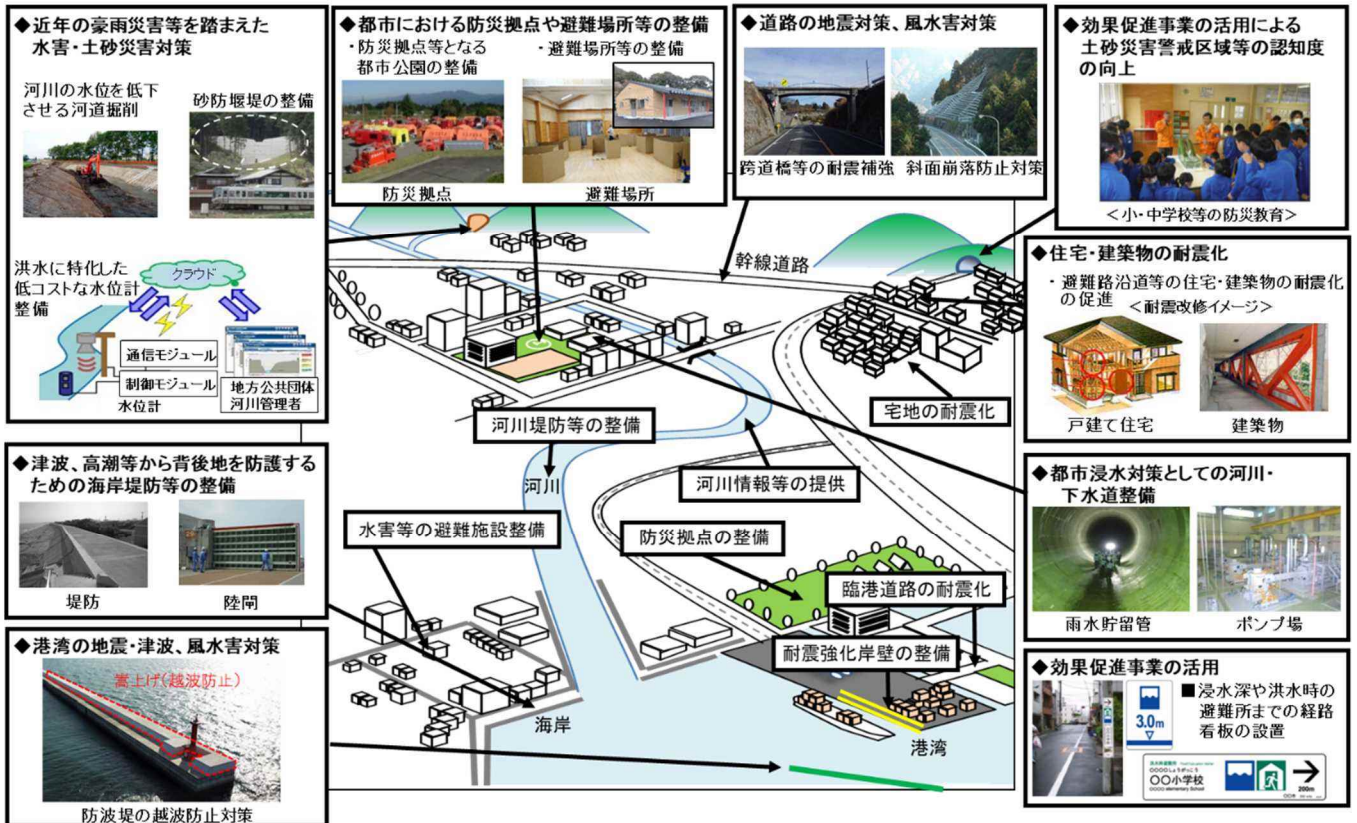 ◆近年の豪雨災害等を踏まえた
水害・土砂災害対策
河川の水位を低下
させる河道掘削
砂防堰堤の整備
洪水に特化した
低コストな水位計
整備
クラウド
通信モジュール
制御モジュール
水位計
地方公共団体
河川管理者
◆都市における防災拠点や避難場所等の整備
・防災拠点等となる
都市公園の整備
・避難場所等の整備
防災拠点
避難場所
◆道路の地震対策、風水害対策
跨道橋等の耐震補強
斜面崩落防止対策
◆効果促進事業の活用による
土砂災害警戒区域等の認知度
の向上
＜小・中学校等の防災教育＞
◆住宅・建築物の耐震化
・避難路沿道等の住宅・建築物の耐震化
の促進
＜耐震改修イメージ＞
戸建て住宅
建築物
幹線道路
宅地の耐震化
河川堤防等の整備
河川
河川情報等の提供
◆津波、高潮等から背後地を防護する
ための海岸堤防等の整備
堤防
陸閘
水害等の避難施設整備
防災拠点の整備
臨港道路の耐震化
耐震強化岸壁の整備
海岸
港湾
◆都市浸水対策としての河川・
下水道整備
雨水貯留管
ポンプ場
◆港湾の地震・津波、風水害対策
嵩上げ(越波防止)
防波堤の越波防止対策
◆効果促進事業の活用
■浸水深や洪水時の
避難所までの経路
看板の設置
3.0m
〇〇小学校
200m